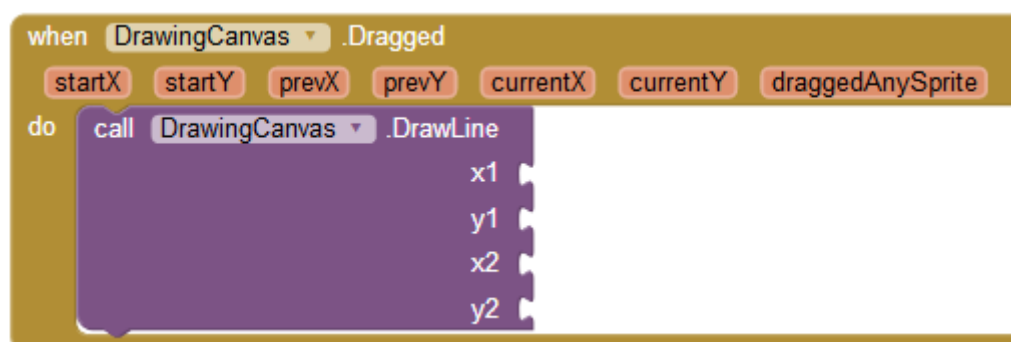 when DrawingCanvas .Dragged
startX startY prevX prevY currentX currentY draggedAnySprite
do call DrawingCanvas .DrawLine
x1
y1
x2
y2